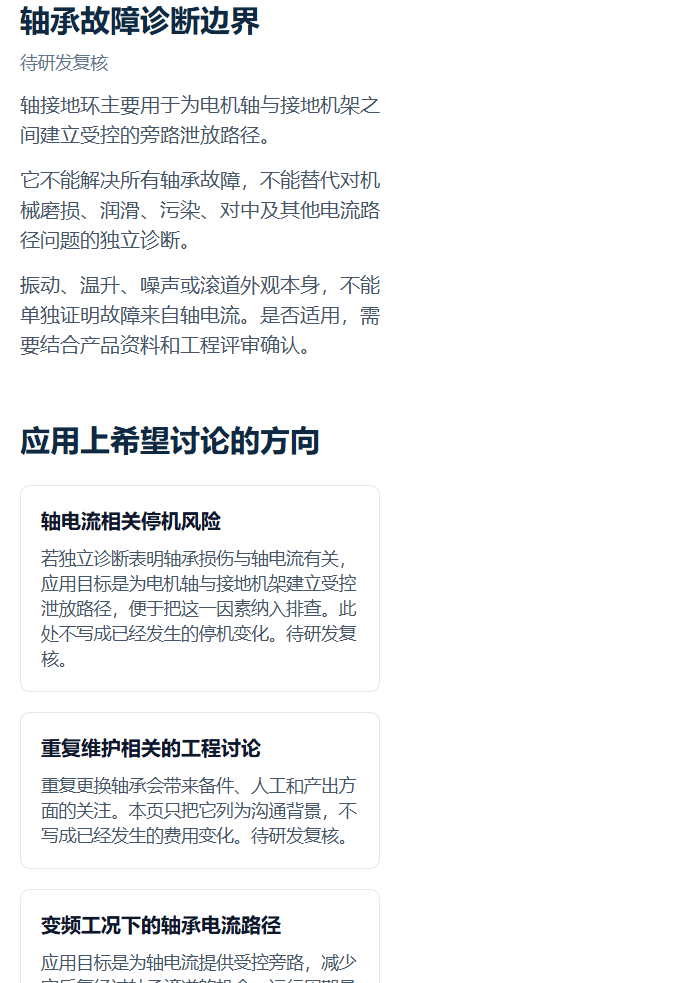 轴承故障诊断边界
待研发复核
轴接地环主要用于为电机轴与接地机架之
间建立受控的旁路泄放路径。
它不能解决所有轴承故障，不能替代对机
械磨损、润滑、污染、对中及其他电流路
径问题的独立诊断。
振动、温升、噪声或滚道外观本身，不能
单独证明故障来自轴电流。是否适用，需
要结合产品资料和工程评审确认。
应用上希望讨论的方向
轴电流相关停机风险
若独立诊断表明轴承损伤与轴电流有关，
应用目标是为电机轴与接地机架建立受控
泄放路径，便于把这一因素纳入排查。此
处不写成已经发生的停机变化。待研发复
核。
重复维护相关的工程讨论
重复更换轴承会带来备件、人工和产出方
面的关注。本页只把它列为沟通背景，不
写成已经发生的费用变化。待研发复核。
变频工况下的轴承电流路径
应用目标是为轴电流提供受控旁路，减少